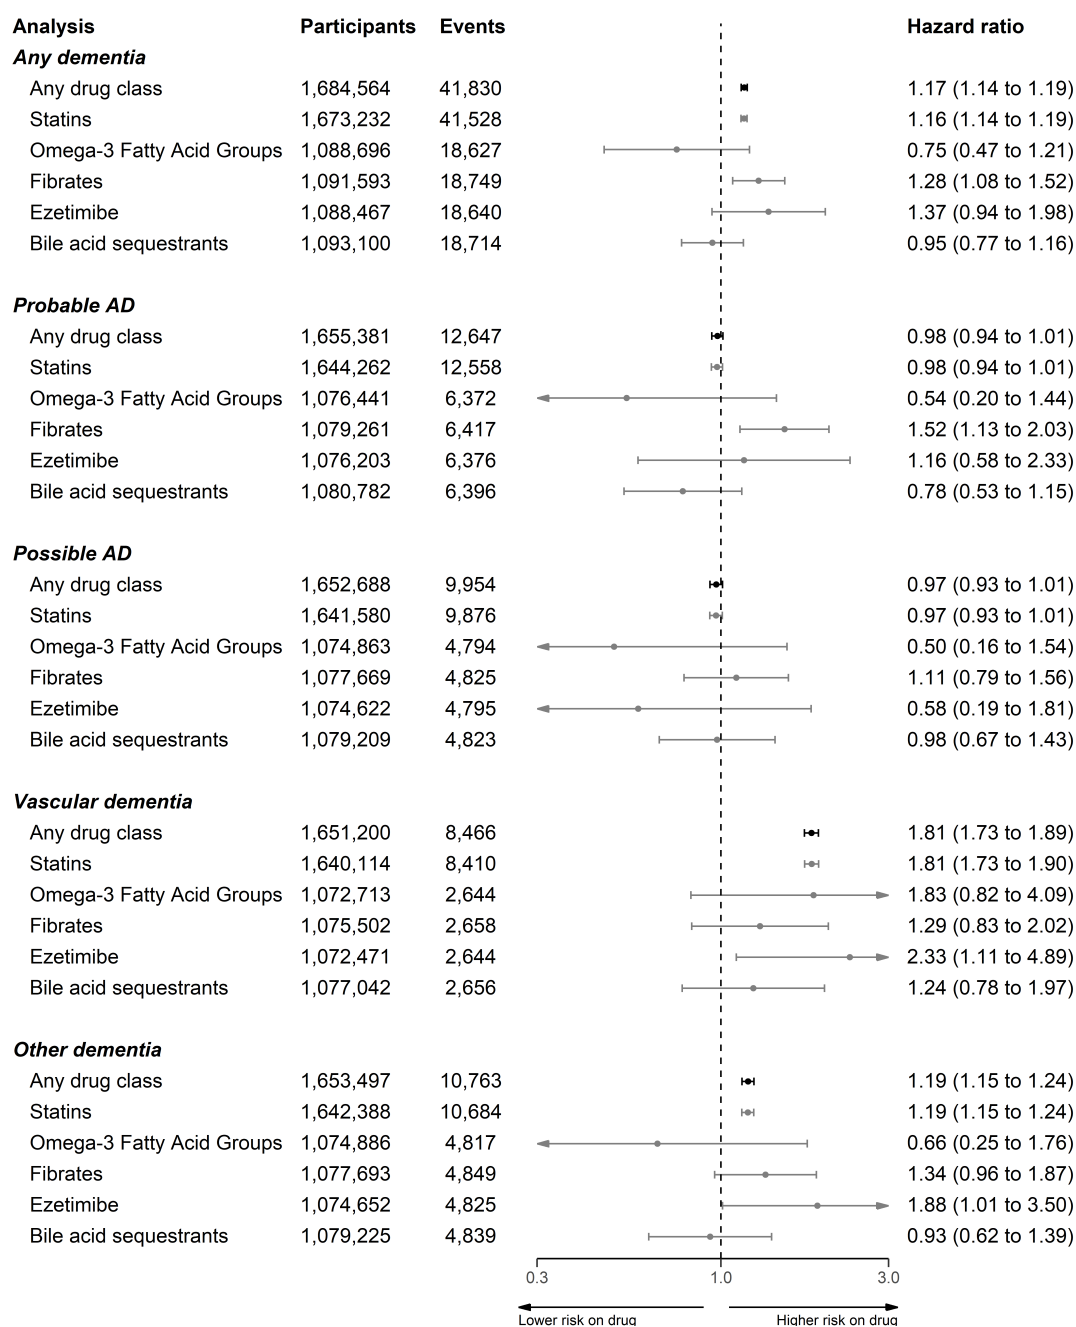 Analysis Participants Events Hazard ratio
Any dementia
Any drug class 1,684,564 41,830 1.17 (1.14 to 1.19)
Statins 1,673,232 41,528 1.16 (1.14 to 1.19)
Omega-3 Fatty Acid Groups 1,088,696 18,627 0.75 (0.47 to 1.21)
Fibrates 1,091,593 18,749 1.28 (1.08 to 1.52)
Ezetimibe 1,088,467 18,640 1.37 (0.94 to 1.98)
Bile acid sequestrants 1,093,100 18,714 0.95 (0.77 to 1.16)
Probable AD
Any drug class 1,655,381 12,647 0.98 (0.94 to 1.01)
Statins 1,644,262 12,558 0.98 (0.94 to 1.01)
Omega-3 Fatty Acid Groups 1,076,441 6,372 0.54 (0.20 to 1.44)
Fibrates 1,079,261 6,417 1.52 (1.13 to 2.03)
Ezetimibe 1,076,203 6,376 1.16 (0.58 to 2.33)
Bile acid sequestrants 1,080,782 6,396 0.78 (0.53 to 1.15)
Possible AD
Any drug class 1,652,688 9,954 0.97 (0.93 to 1.01)
Statins 1,641,580 9,876 0.97 (0.93 to 1.01)
Omega-3 Fatty Acid Groups 1,074,863 4,794 0.50 (0.16 to 1.54)
Fibrates 1,077,669 4,825 1.11 (0.79 to 1.56)
Ezetimibe 1,074,622 4,795 0.58 (0.19 to 1.81)
Bile acid sequestrants 1,079,209 4,823 0.98 (0.67 to 1.43)
Vascular dementia
Any drug class 1,651,200 8,466 1.81 (1.73 to 1.89)
Statins 1,640,114 8,410 1.81 (1.73 to 1.90)
Omega-3 Fatty Acid Groups 1,072,713 2,644 1.83 (0.82 to 4.09)
Fibrates 1,075,502 2,658 1.29 (0.83 to 2.02)
Ezetimibe 1,072,471 2,644 2.33 (1.11 to 4.89)
Bile acid sequestrants 1,077,042 2,656 1.24 (0.78 to 1.97)
Other dementia
Any drug class 1,653,497 10,763 1.19 (1.15 to 1.24)
Statins 1,642,388 10,684 1.19 (1.15 to 1.24)
Omega-3 Fatty Acid Groups 1,074,886 4,817 0.66 (0.25 to 1.76)
Fibrates 1,077,693 4,849 1.34 (0.96 to 1.87)
Ezetimibe 1,074,652 4,825 1.88 (1.01 to 3.50)
Bile acid sequestrants 1,079,225 4,839 0.93 (0.62 to 1.39)
0.3 1.0 3.0
Lower risk on drug Higher risk on drug